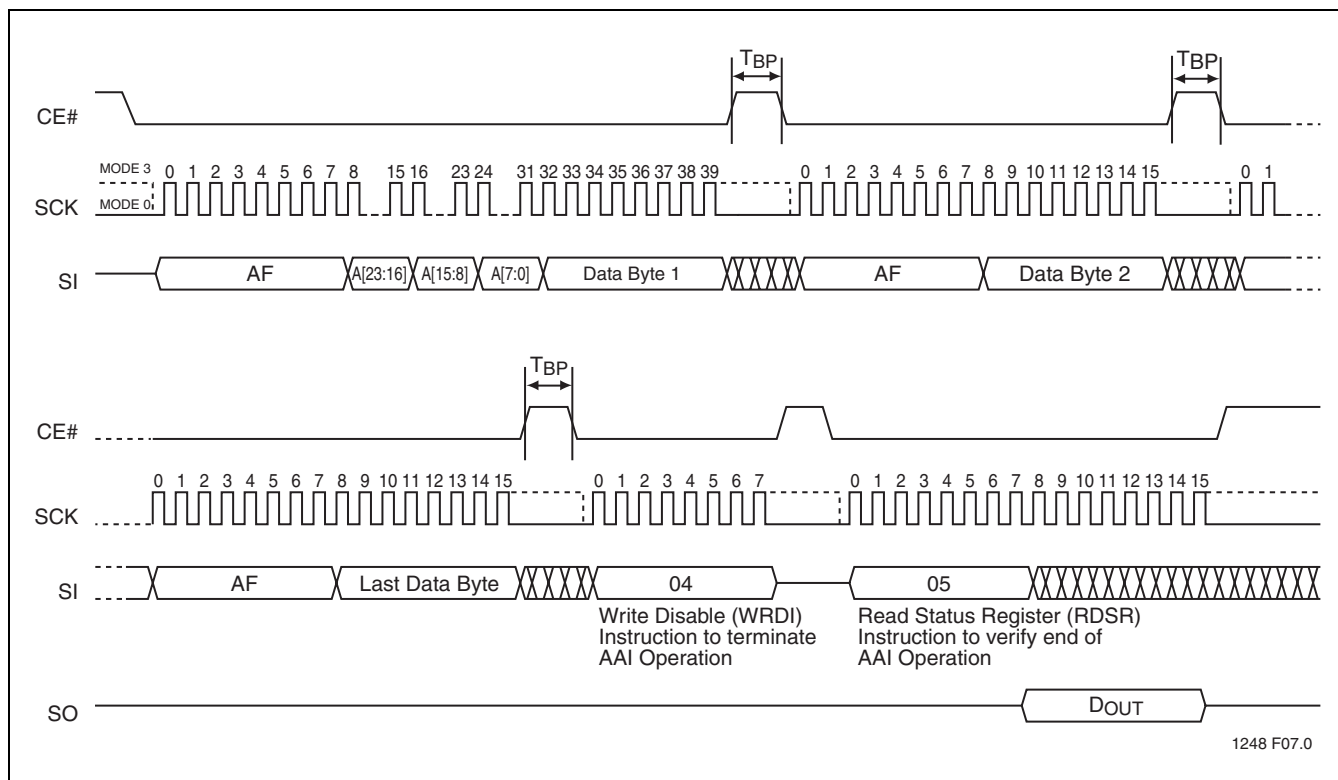 TBP TBP
CE#
MODE 3 0 1 2 3 4 5 6 7 8 15 16 23 24 31 32 33 34 35 36 37 38 39 0 1 2 3 4 5 6 7 8 9 10 11 12 13 14 15 0 1
SCK MODE 0
SI AF A[23:16] A[15:8] A[7:0] Data Byte 1 AF Data Byte 2
TBP
CE#
0 1 2 3 4 5 6 7 8 9 10 11 12 13 14 15 0 1 2 3 4 5 6 7 0 1 2 3 4 5 6 7 8 9 10 11 12 13 14 15
SCK
SI AF Last Data Byte 04 05
Write Disable (WRDI)
Instruction to terminate
AAI Operation
Read Status Register (RDSR)
Instruction to verify end of
AAI Operation
SO DOUT
1248 F07.0